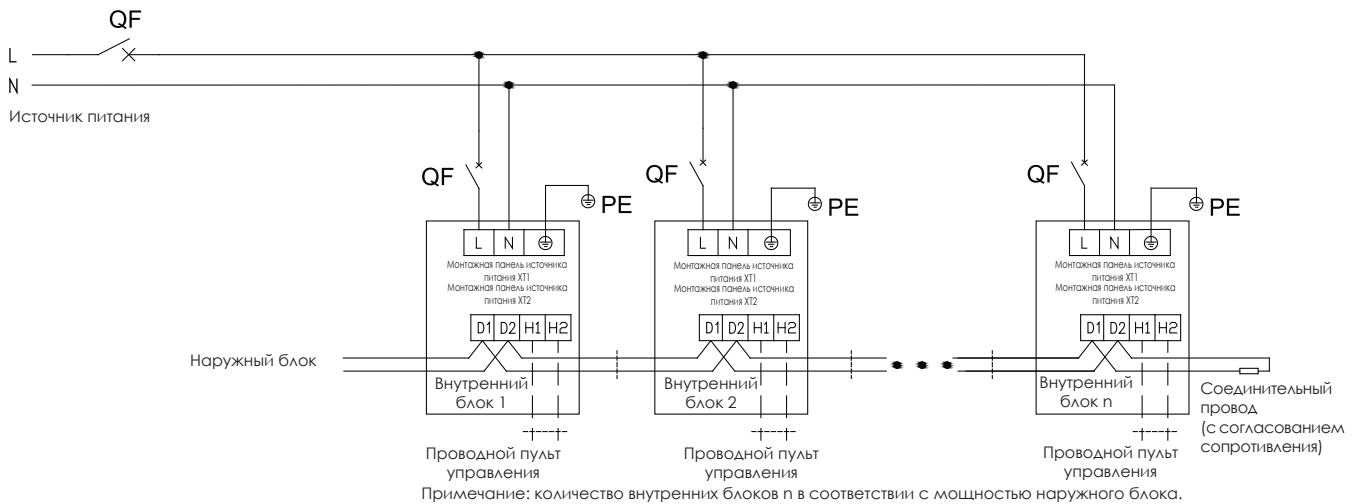 QF
L
N
Источник питания
QF
PE
QF
PE
QF
PE
L N
L N
L N
Монтажная панель источника
питания XT1
Монтажная панель источника
питания XT2
Монтажная панель источника
питания XT1
Монтажная панель источника
питания XT2
Монтажная панель источника
питания XT1
Монтажная панель источника
питания XT2
D1 D2 H1 H2
D1 D2 H1 H2
D1 D2 H1 H2
Наружный блок
Внутренний
блок 1
Внутренний
блок 2
Внутренний
блок n
Соединительный
провод
(с согласованием
сопротивления)
Проводной пульт
управления
Проводной пульт
управления
Проводной пульт
управления
Примечание: количество внутренних блоков n в соответствии с мощностью наружного блока.